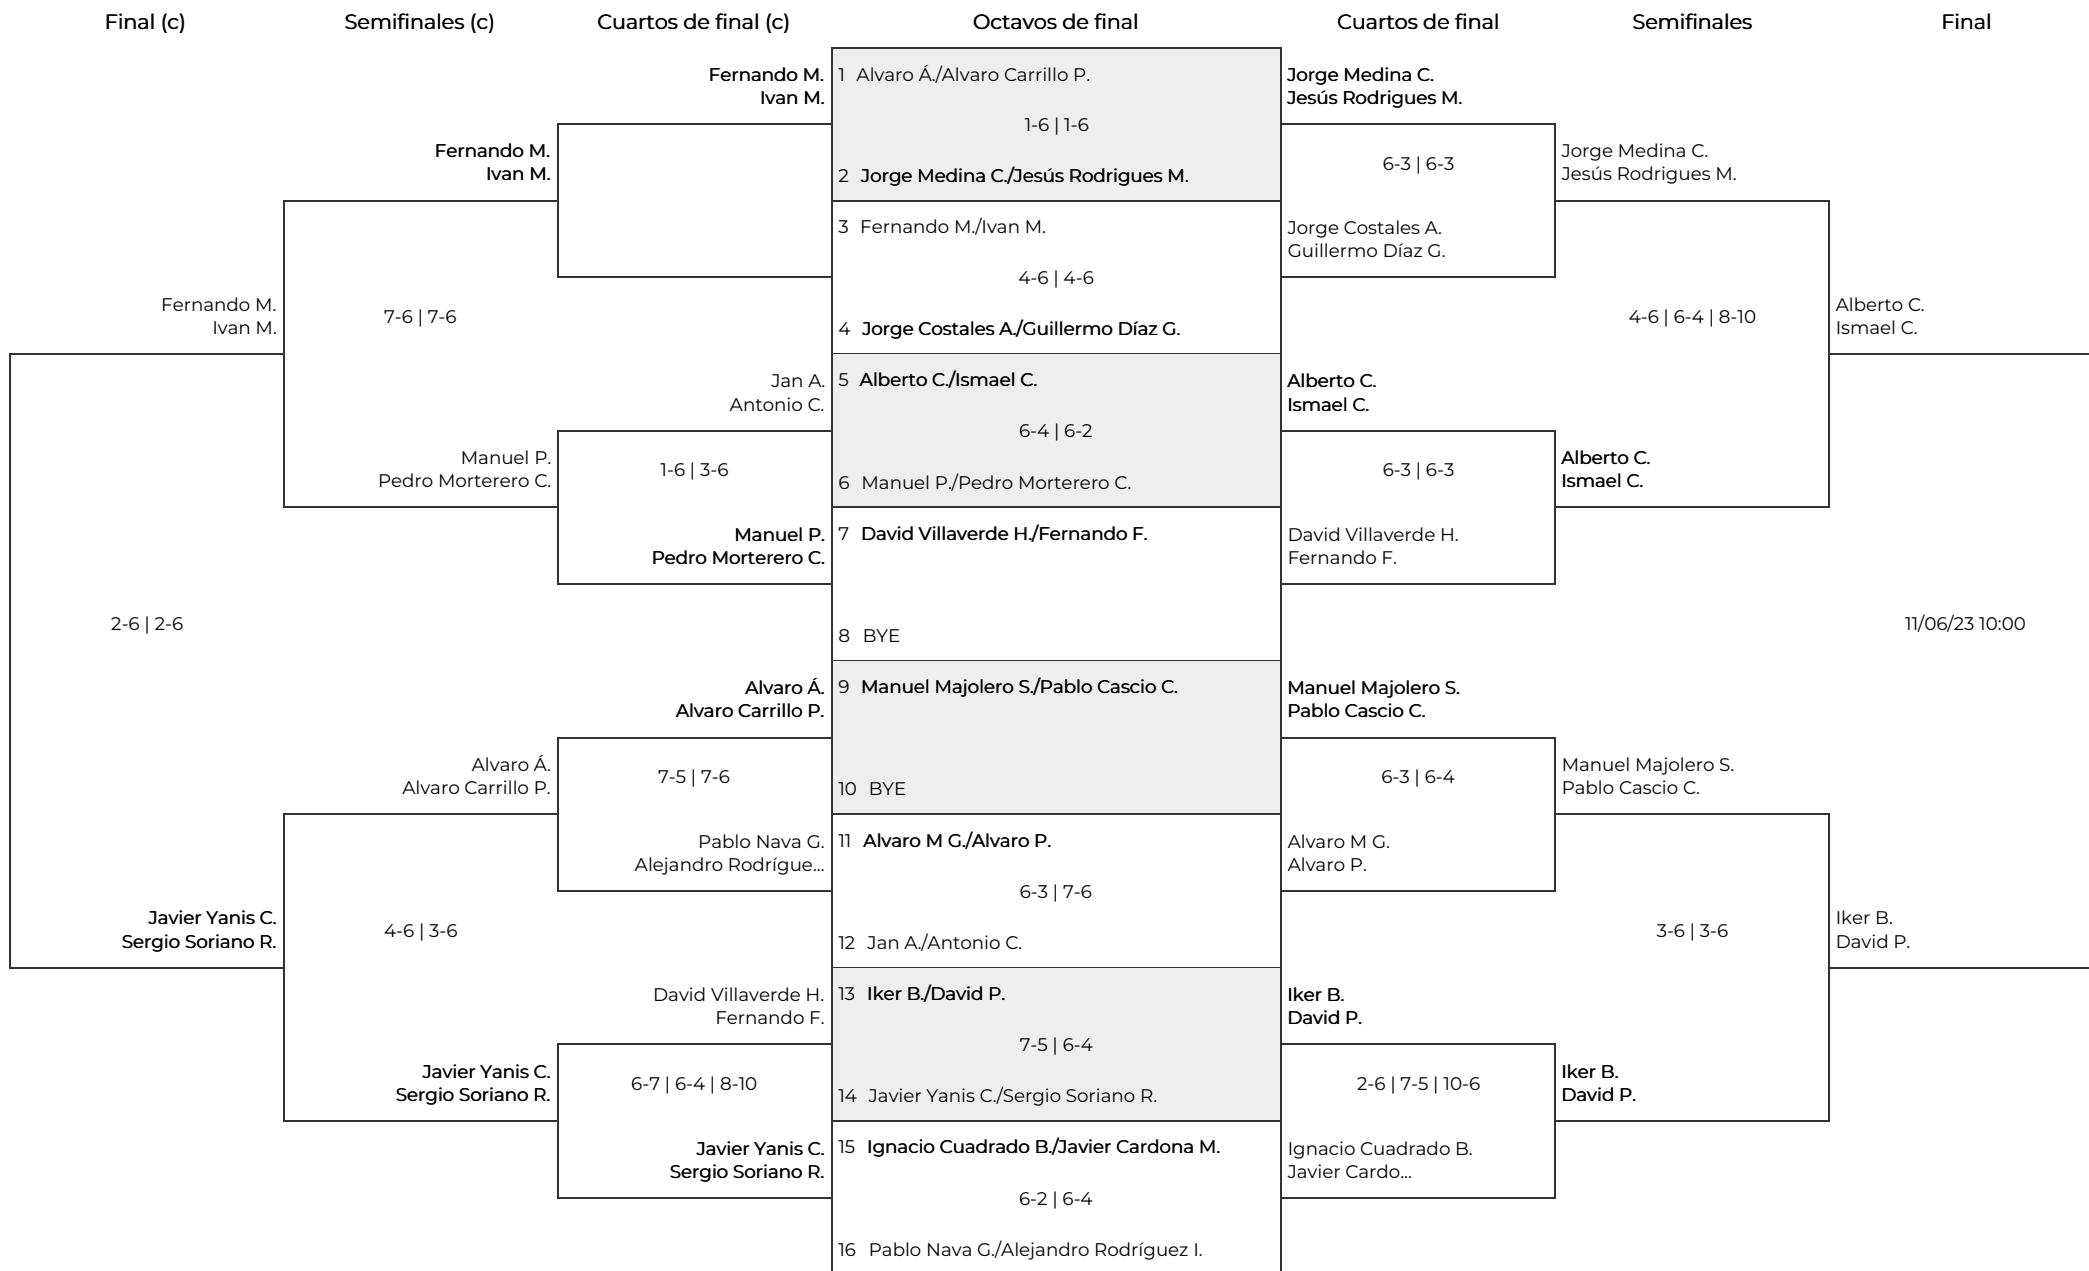 Final (c)
Semifinales (c)
Cuartos de final (c)
Octavos de final
Cuartos de final
Semifinales
Final
Fernando M.
Ivan M.
Fernando M.
Ivan M.
7-6 | 7-6
Manuel P.
Pedro Morterero C.
2-6 | 2-6
Javier Yanis C.
Sergio Soriano R.
Fernando M.
Ivan M.
Alvaro Á.
Alvaro Carrillo P.
4-6 | 3-6
Javier Yanis C.
Sergio Soriano R.
Fernando M.
Ivan M.
Jan A.
Antonio C.
1-6 | 3-6
Manuel P.
Pedro Morterero C.
Alvaro Á.
Alvaro Carrillo P.
7-5 | 7-6
Pablo Nava G.
Alejandro Rodrígue...
David Villaverde H.
Fernando F.
6-7 | 6-4 | 8-10
Javier Yanis C.
Sergio Soriano R.
1 Alvaro Á./Alvaro Carrillo P.
1-6 | 1-6
2 Jorge Medina C./Jesús Rodrigues M.
3 Fernando M./Ivan M.
4-6 | 4-6
4 Jorge Costales A./Guillermo Díaz G.
5 Alberto C./Ismael C.
6-4 | 6-2
6 Manuel P./Pedro Morterero C.
7 David Villaverde H./Fernando F.
8 BYE
9 Manuel Majolero S./Pablo Cascio C.
10 BYE
11 Alvaro M G./Alvaro P.
6-3 | 7-6
12 Jan A./Antonio C.
13 Iker B./David P.
7-5 | 6-4
14 Javier Yanis C./Sergio Soriano R.
15 Ignacio Cuadrado B./Javier Cardona M.
6-2 | 6-4
16 Pablo Nava G./Alejandro Rodríguez I.
Jorge Medina C.
Jesús Rodrigues M.
6-3 | 6-3
Jorge Costales A.
Guillermo Díaz G.
Alberto C.
Ismael C.
6-3 | 6-3
David Villaverde H.
Fernando F.
Manuel Majolero S.
Pablo Cascio C.
6-3 | 6-4
Alvaro M G.
Alvaro P.
Iker B.
David P.
2-6 | 7-5 | 10-6
Ignacio Cuadrado B.
Javier Cardo...
Jorge Medina C.
Jesús Rodrigues M.
4-6 | 6-4 | 8-10
Alberto C.
Ismael C.
Manuel Majolero S.
Pablo Cascio C.
3-6 | 3-6
Iker B.
David P.
Alberto C.
Ismael C.
11/06/23 10:00
Iker B.
David P.